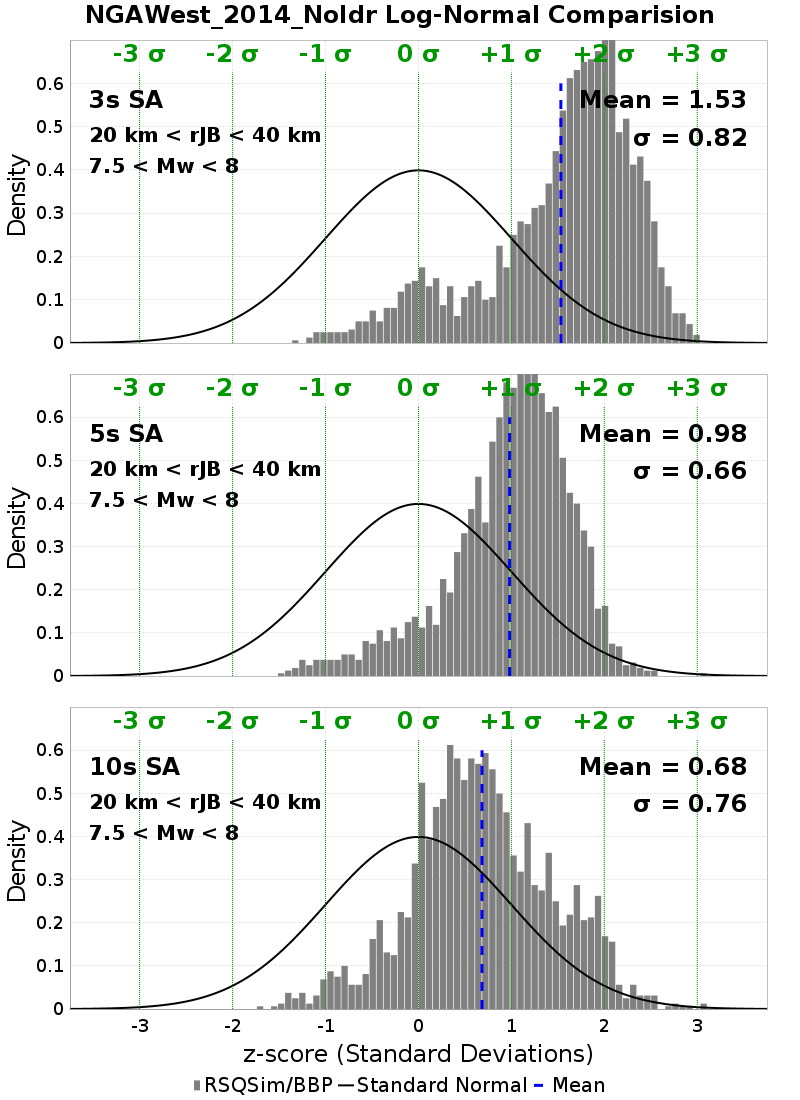 NGAWest_2014_NoIdr Log-Normal Comparision
-3 σ -2 σ -1 σ 0 σ +1 σ +2 σ +3 σ
3s SA
Mean = 1.53
20 km < rJB < 40 km
σ = 0.82
7.5 < Mw < 8
Density
0.6
0.5
0.4
0.3
0.2
0.1
0
-3 σ -2 σ -1 σ 0 σ +1 σ +2 σ +3 σ
5s SA
Mean = 0.98
20 km < rJB < 40 km
σ = 0.66
7.5 < Mw < 8
Density
0.6
0.5
0.4
0.3
0.2
0.1
0
-3 σ -2 σ -1 σ 0 σ +1 σ +2 σ +3 σ
10s SA
Mean = 0.68
20 km < rJB < 40 km
σ = 0.76
7.5 < Mw < 8
Density
0.6
0.5
0.4
0.3
0.2
0.1
0
-3 -2 -1 0 1 2 3
z-score (Standard Deviations)
RSQSim/BBP Standard Normal Mean